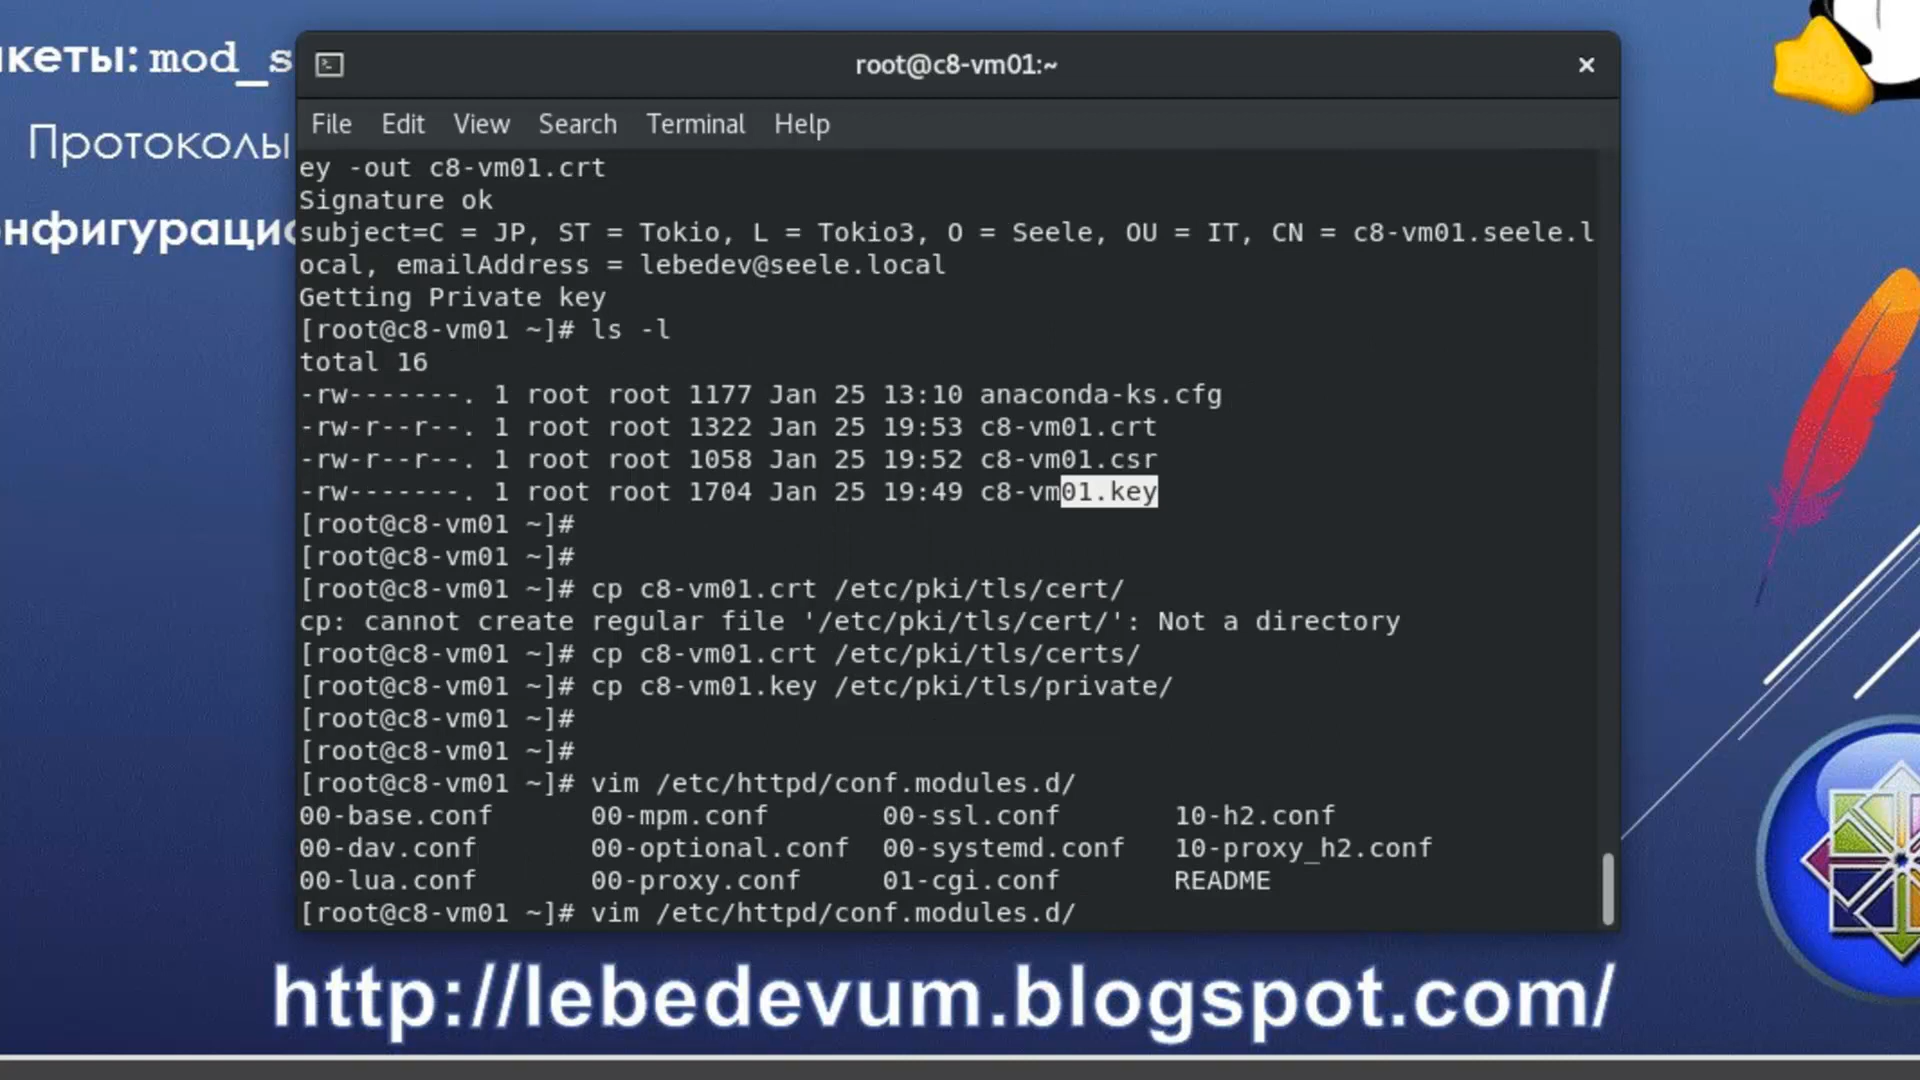 кеты: mod_s
Протоколы
нфигурацио
root@c8-vm01:~
File Edit View Search Terminal Help
ey -out c8-vm01.crt
Signature ok
subject=C = JP, ST = Tokio, L = Tokio3, O = Seele, OU = IT, CN = c8-vm01.seele.l
ocal, emailAddress = lebedev@seele.local
Getting Private key
[root@c8-vm01 ~]# ls -l
total 16
-rw-------. 1 root root 1177 Jan 25 13:10 anaconda-ks.cfg
-rw-r--r--. 1 root root 1322 Jan 25 19:53 c8-vm01.crt
-rw-r--r--. 1 root root 1058 Jan 25 19:52 c8-vm01.csr
-rw-------. 1 root root 1704 Jan 25 19:49 c8-vm01.key
[root@c8-vm01 ~]#
[root@c8-vm01 ~]#
[root@c8-vm01 ~]# cp c8-vm01.crt /etc/pki/tls/cert/
cp: cannot create regular file '/etc/pki/tls/cert/': Not a directory
[root@c8-vm01 ~]# cp c8-vm01.crt /etc/pki/tls/certs/
[root@c8-vm01 ~]# cp c8-vm01.key /etc/pki/tls/private/
[root@c8-vm01 ~]#
[root@c8-vm01 ~]#
[root@c8-vm01 ~]# vim /etc/httpd/conf.modules.d/
00-base.conf 00-mpm.conf 00-ssl.conf 10-h2.conf
00-dav.conf 00-optional.conf 00-systemd.conf 10-proxy_h2.conf
00-lua.conf 00-proxy.conf 01-cgi.conf README
[root@c8-vm01 ~]# vim /etc/httpd/conf.modules.d/
http://lebedevum.blogspot.com/